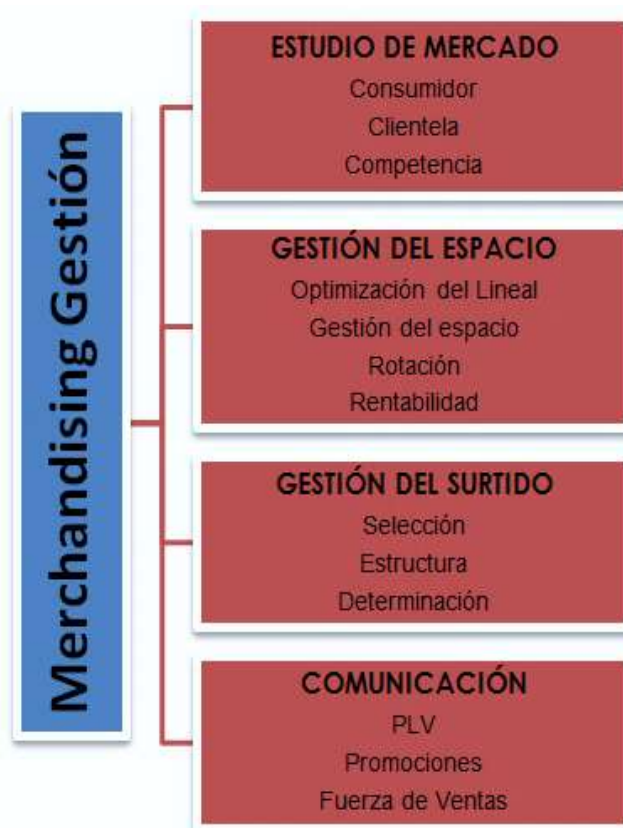 Merchandising Gestión
ESTUDIO DE MERCADO
Consumidor
Clientela
Competencia
GESTIÓN DEL ESPACIO
Optimización del Lineal
Gestión del espacio
Rotación
Rentabilidad
GESTIÓN DEL SURTIDO
Selección
Estructura
Determinación
COMUNICACIÓN
PLV
Promociones
Fuerza de Ventas